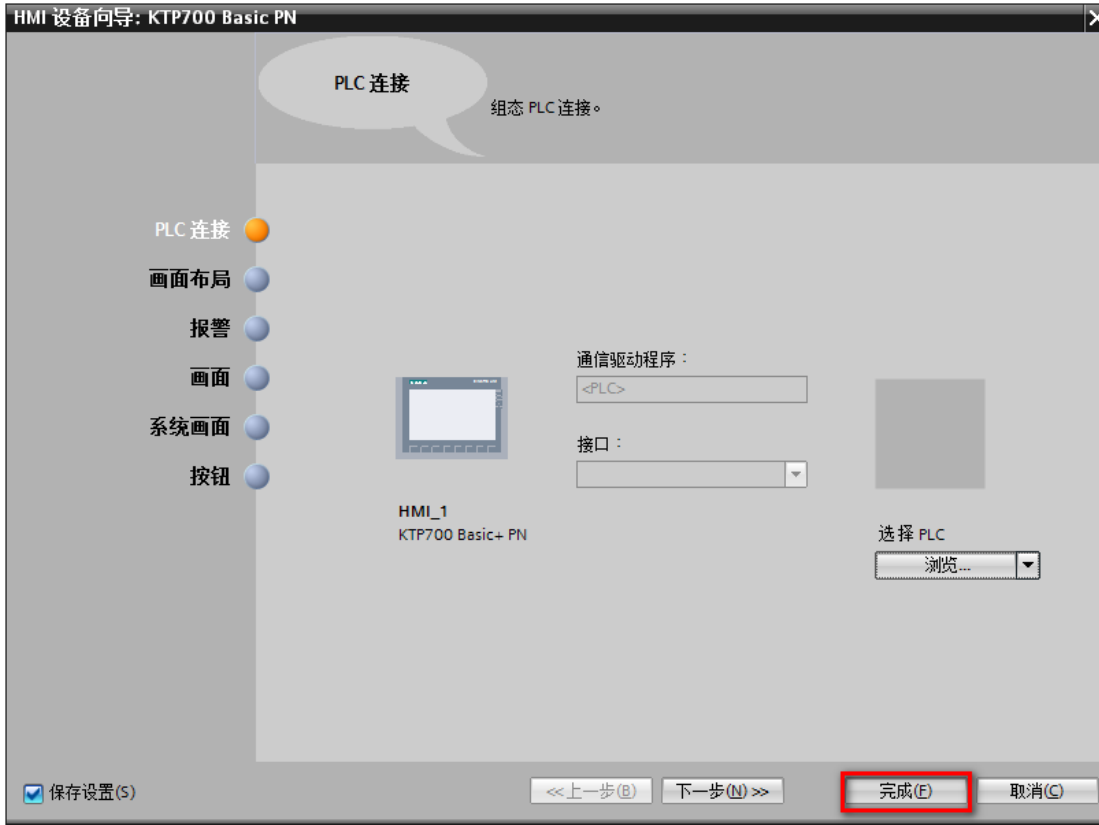 HMI 设备向导: KTP700 Basic PN
PLC 连接
组态 PLC 连接。
PLC 连接
画面布局
报警
画面
系统画面
按钮
通信驱动程序：
<PLC>
接口：
HMI_1
KTP700 Basic+ PN
选择 PLC
浏览...
保存设置(S)
<<上一步(B)
下一步(N) >>
完成(F)
取消(C)